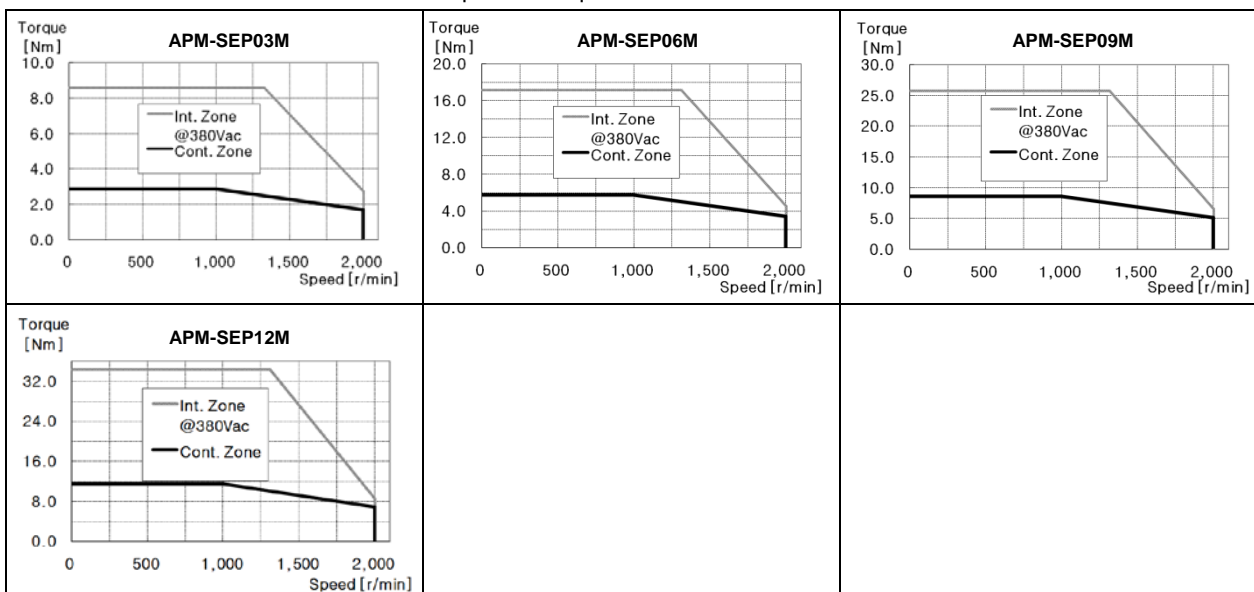 Torque
[Nm]
APM-SEP03M
10.0
8.0
6.0
4.0
2.0
0.0
Int. Zone
@380Vac
Cont. Zone
0 500 1,000 1,500 2,000
Speed [r/min]
Torque
[Nm]
APM-SEP06M
20.0
16.0
12.0
8.0
4.0
0.0
Int. Zone
@380Vac
Cont. Zone
0 500 1,000 1,500 2,000
Speed [r/min]
Torque
[Nm]
APM-SEP09M
30.0
25.0
20.0
15.0
10.0
5.0
0.0
Int. Zone
@380Vac
Cont. Zone
0 500 1,000 1,500 2,000
Speed [r/min]
Torque
[Nm]
APM-SEP12M
32.0
24.0
16.0
8.0
0.0
Int. Zone
@380Vac
Cont. Zone
0 500 1,000 1,500 2,000
Speed [r/min]